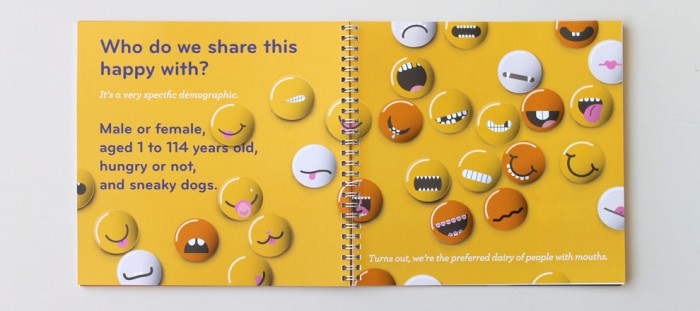 Who do we share this
happy with?
It's a very specific demographic.
Male or female,
aged 1 to 114 years old,
hungry or not,
and sneaky dogs.
Turns out, we're the preferred dairy of people with mouths.